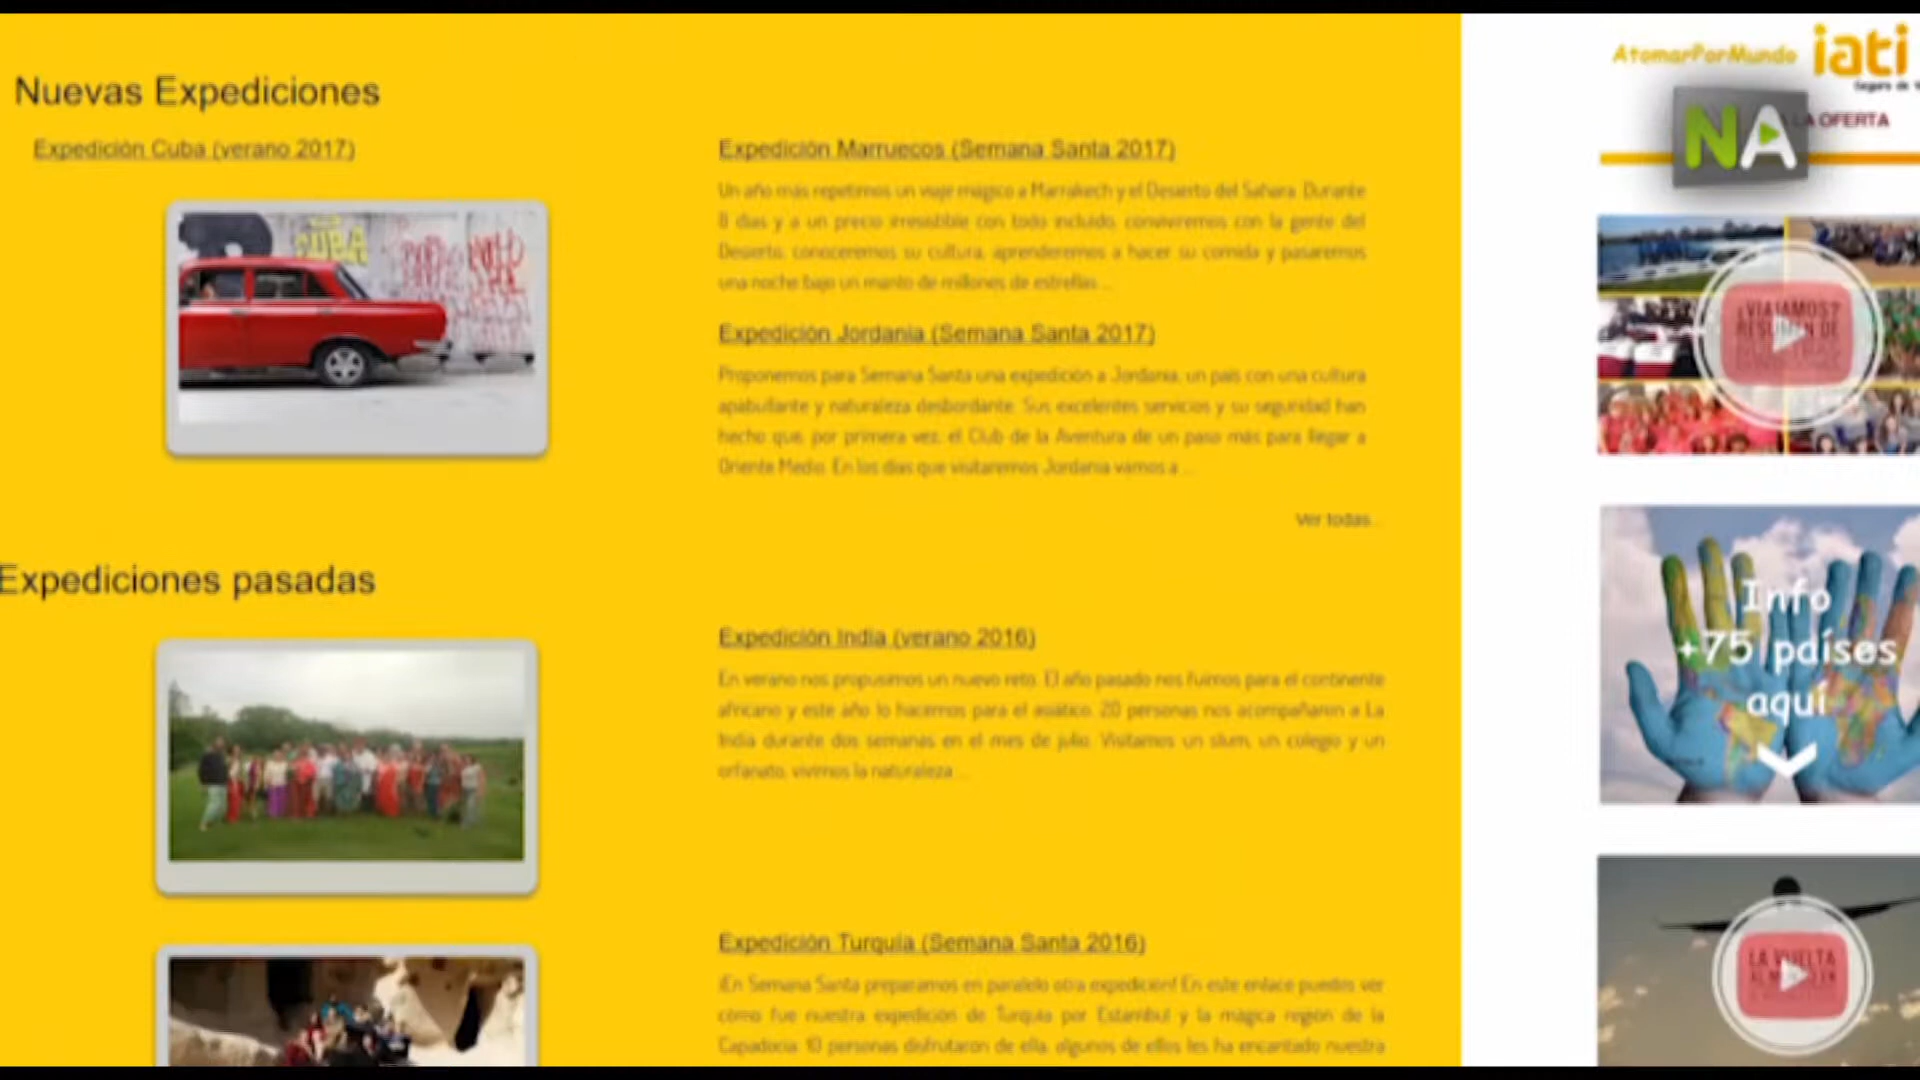 Nuevas Expediciones
Expedición Cuba (verano 2017)
CUBA
Expedición Marruecos (Semana Santa 2017)
Un año más repetimos un viaje mágico a Marrakech y el Desierto del Sahara. Durante
8 días y a un precio irresistible con todo incluido, conviviremos con la gente del
Desierto, conoceremos su cultura, aprenderemos a hacer su comida y pasaremos
una noche bajo un manto de millones de estrellas...
Expedición Jordania (Semana Santa 2017)
Proponemos para Semana Santa una expedición a Jordania, un país con una cultura
apabullante y naturaleza desbordante. Sus excelentes servicios y su seguridad han
hecho que, por primera vez, el Club de la Aventura de un paso más para llegar a
Oriente Medio. En los días que visitaremos Jordania vamos a ...
Ver todas...
Expediciones pasadas
Expedición India (verano 2016)
En verano nos propusimos un nuevo reto. El año pasado nos fuimos para el continente
africano y este año lo hacemos para el asiático. 20 personas nos acompañaron a La
India durante dos semanas en el mes de julio. Visitamos un slum, un colegio y un
orfanato, vivimos la naturaleza ...
Expedición Turquía (Semana Santa 2016)
¡En Semana Santa preparamos en paralelo otra expedición! En este enlace puedes ver
como fue nuestra expedición de Turquía por Estambul y la mágica región de la
Capadocia. 10 personas disfrutaron de ella, algunos de ellos les ha encantado nuestra
AtomarPorMundo
iati
Seguro de
NA
LA OFERTA
¿VIAJAMOS?
RESUMEN DE
Info
+75 países
aquí
LA VUELTA